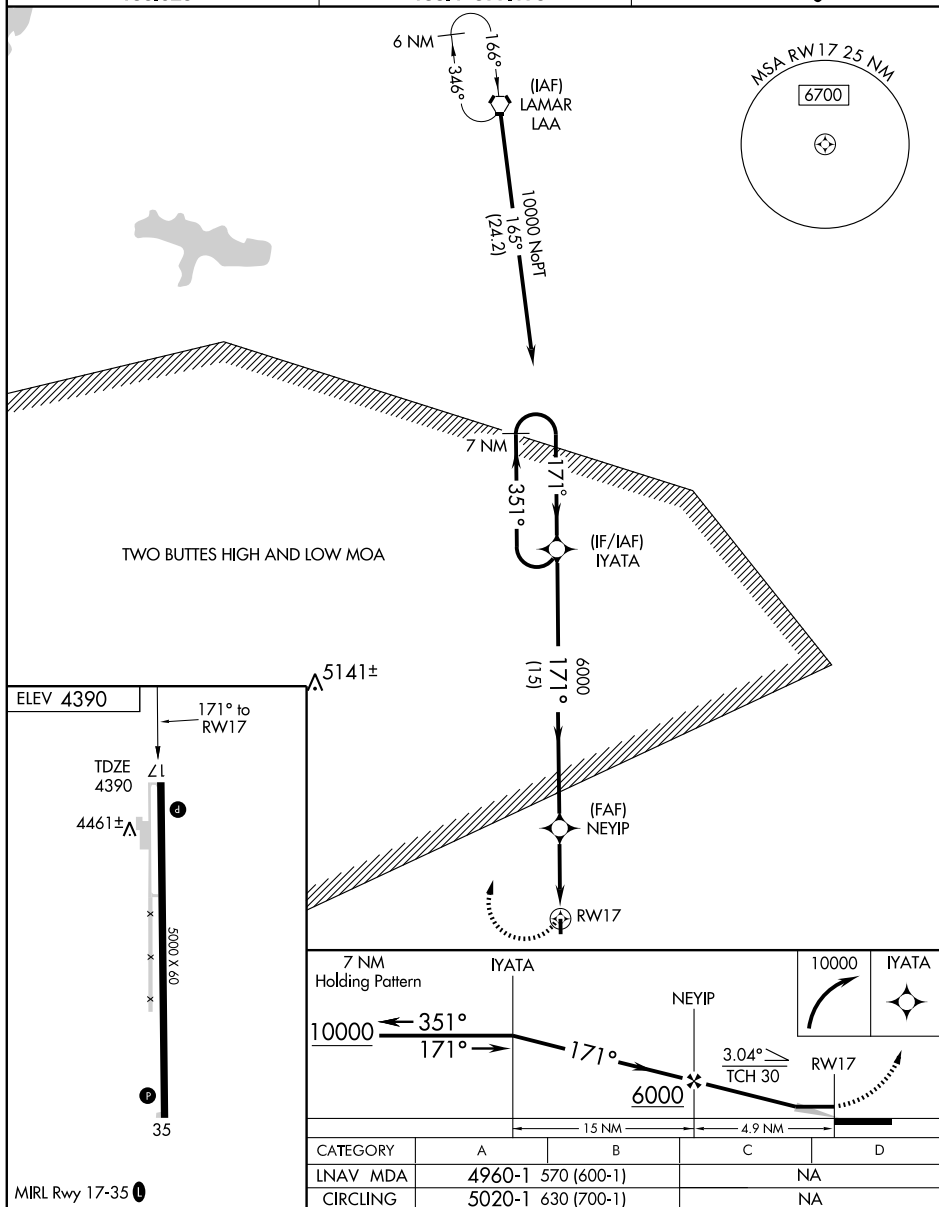 6 NM
166°
346°
(IAF)
LAMAR
LAA
MSA RW17 25 NM
6700
10000 NoPT
165°
(24.2)
7 NM
171°
351°
(IF/IAF)
IYATA
TWO BUTTES HIGH AND LOW MOA
5141±
6000
171°
(15)
(FAF)
NEYIP
RW17
ELEV 4390
171° to
RW17
TDZE
4390
17
P
4461±
X
5000 X 60
X
X
P
35
MIRL Rwy 17-35 L
7 NM
Holding Pattern
IYATA
NEYIP
10000
IYATA
10000
351°
171°
171°
6000
3.04°
TCH 30
RW17
15 NM
4.9 NM
CATEGORY A B C D
LNAV MDA 4960-1 570 (600-1) NA
CIRCLING 5020-1 630 (700-1) NA